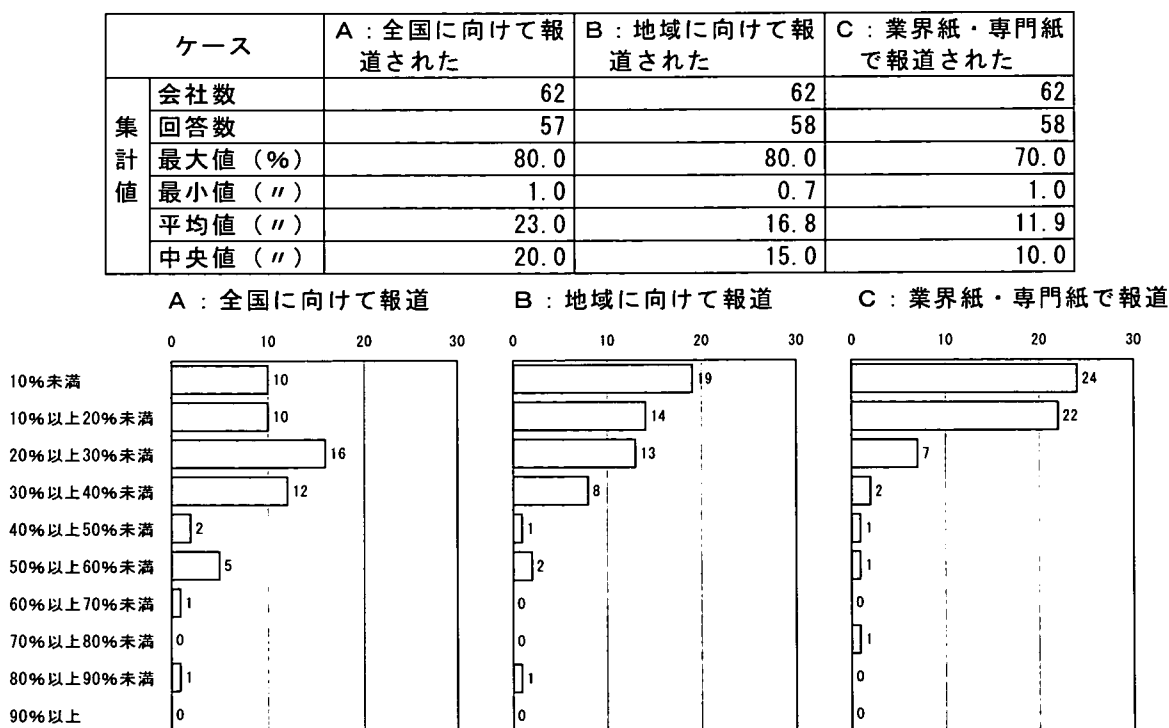 ケース
A：全国に向けて報
道された
B：地域に向けて報
道された
C：業界紙・専門紙
で報道された
集計値
会社数 62 62 62
回答数 57 58 58
最大値（%） 80.0 80.0 70.0
最小値（〃） 1.0 0.7 1.0
平均値（〃） 23.0 16.8 11.9
中央値（〃） 20.0 15.0 10.0
A：全国に向けて報道 B：地域に向けて報道 C：業界紙・専門紙で報道
0 10 20 30 0 10 20 30 0 10 20 30
10%未満 10 19 24
10%以上20%未満 10 14 22
20%以上30%未満 16 13 7
30%以上40%未満 12 8 2
40%以上50%未満 2 1 1
50%以上60%未満 5 2 1
60%以上70%未満 1 0 0
70%以上80%未満 0 0 1
80%以上90%未満 1 1 0
90%以上 0 0 0